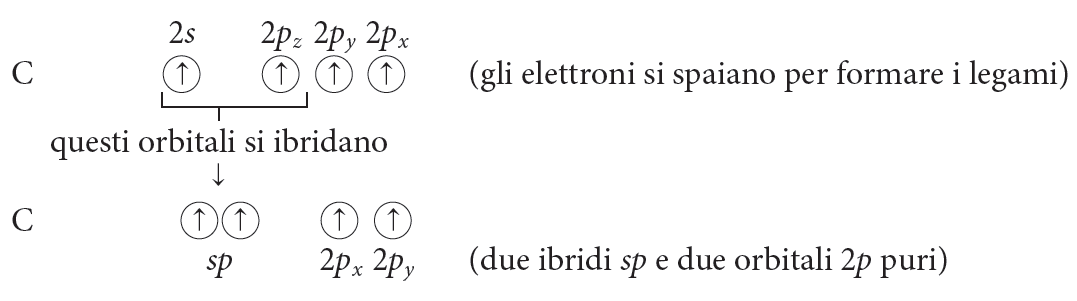 2s 2pz 2py 2px
C ↑ ↑ ↑ ↑ (gli elettroni si spaiano per formare i legami)
questi orbitali si ibridano
↓
C ↑ ↑ ↑ ↑
sp 2px 2py (due ibridi sp e due orbitali 2p puri)